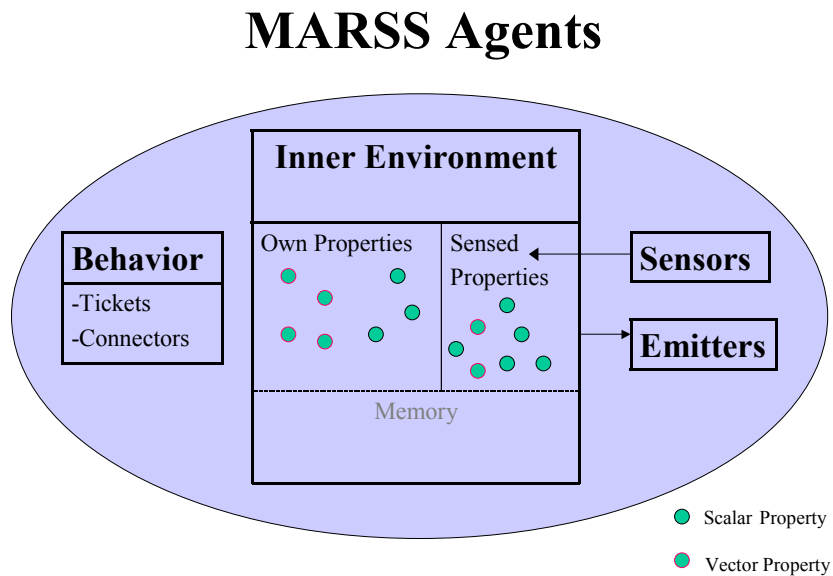 MARSS Agents
Inner Environment
Own Properties
Sensed
Properties
Behavior
-Tickets
-Connectors
Sensors
Emitters
Memory
Scalar Property
Vector Property